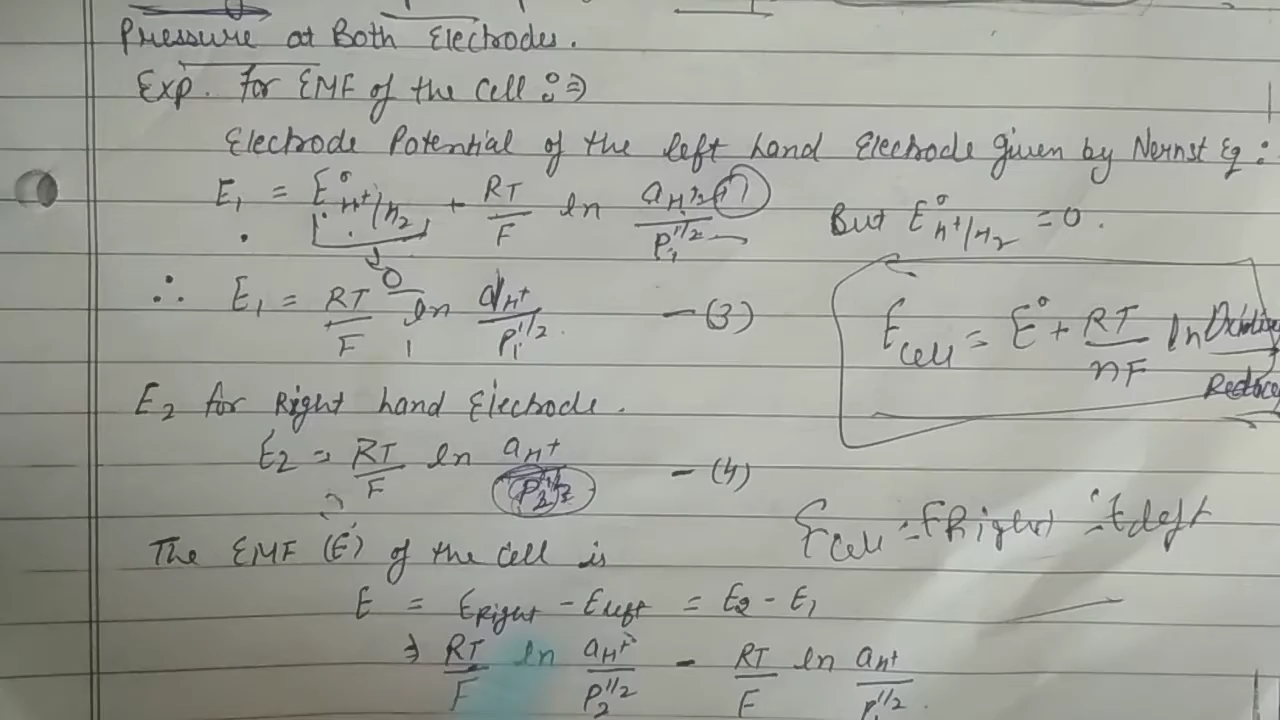 Pressure at Both Electrodes.
Exp. for EMF of the cell :⇒
Electrode Potential of the left hand Electrode given by Nernst Eq :
E₁ = E°H⁺/H₂ + RT/F ln aH⁺/P₁^1/2 But E°H⁺/H₂ = 0.
0
∴ E₁ = RT/F ln aH⁺/P₁^1/2. —(3)
Ecell = E° + RT/nF ln
E₂ for Right hand Electrode.
E₂ = RT/F ln aH⁺/P₂^1/2 —(4)
Ecell = ERight - Eleft
The EMF (E) of the cell is
E = ERight - Eleft = E₂ - E₁
⇒ RT/F ln aH⁺/P₂^1/2 - RT/F ln aH⁺/P₁^1/2.